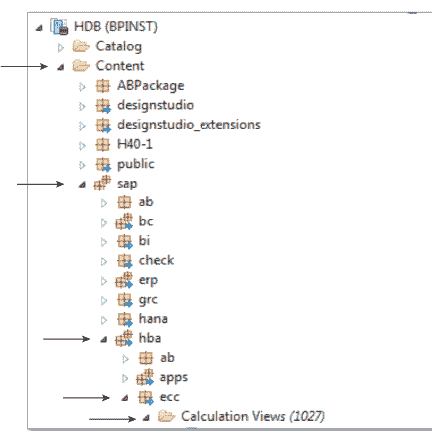 HDB (BPINST)
Catalog
Content
ABPackage
designstudio
designstudio_extensions
H40-1
public
sap
ab
bc
bi
check
erp
grc
hana
hba
ab
apps
ecc
Calculation Views (1027)